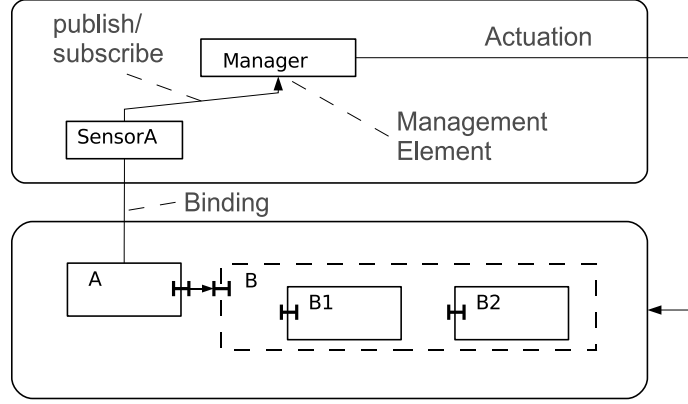 publish/
subscribe
Manager
Actuation
SensorA
Management
Element
Binding
A
B
B1
B2